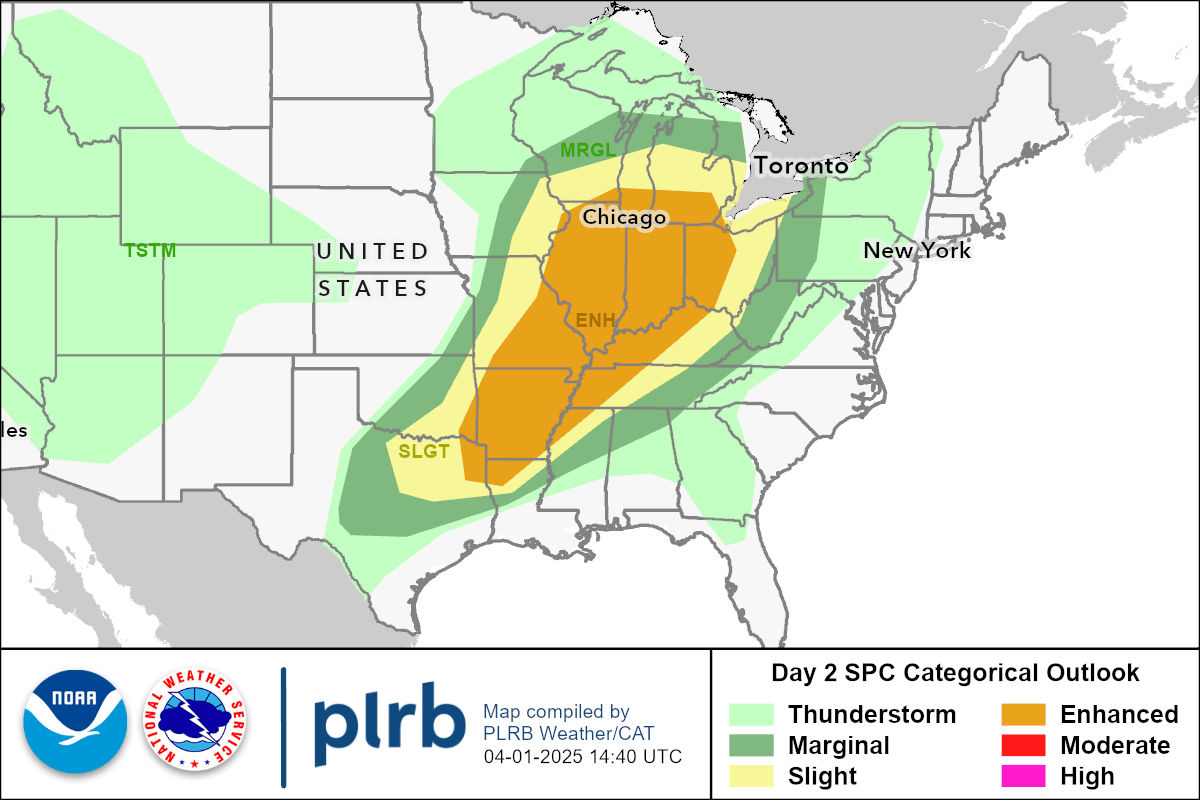 MRGL
Toronto
Chicago
TSTM
UNITED
STATES
New York
ENH
les
SLGT
NOAA
NATIONAL WEATHER SERVICE
plrb
Map compiled by
PLRB Weather/CAT
04-01-2025 14:40 UTC
Day 2 SPC Categorical Outlook
Thunderstorm
Marginal
Slight
Enhanced
Moderate
High